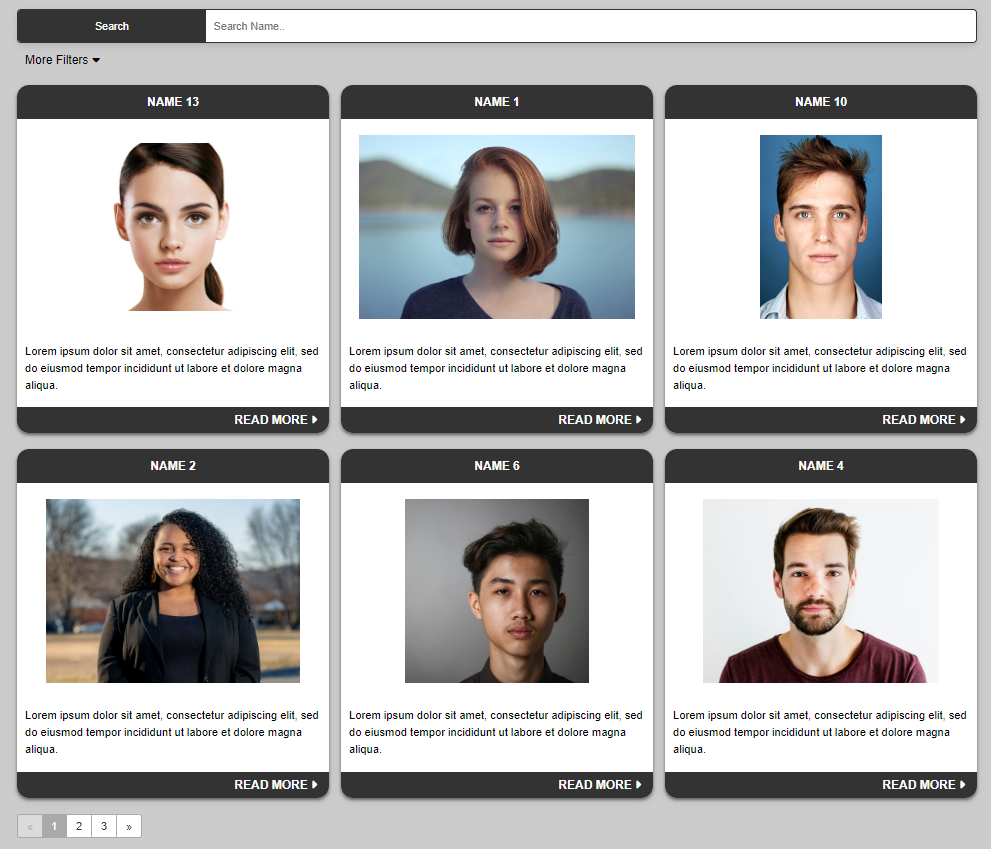 Search Search Name..
More Filters
NAME 13 NAME 1 NAME 10
Lorem ipsum dolor sit amet, consectetur adipiscing elit, sed
do eiusmod tempor incididunt ut labore et dolore magna
aliqua.
READ MORE
Lorem ipsum dolor sit amet, consectetur adipiscing elit, sed
do eiusmod tempor incididunt ut labore et dolore magna
aliqua.
READ MORE
Lorem ipsum dolor sit amet, consectetur adipiscing elit, sed
do eiusmod tempor incididunt ut labore et dolore magna
aliqua.
READ MORE
NAME 2 NAME 6 NAME 4
Lorem ipsum dolor sit amet, consectetur adipiscing elit, sed
do eiusmod tempor incididunt ut labore et dolore magna
aliqua.
READ MORE
Lorem ipsum dolor sit amet, consectetur adipiscing elit, sed
do eiusmod tempor incididunt ut labore et dolore magna
aliqua.
READ MORE
Lorem ipsum dolor sit amet, consectetur adipiscing elit, sed
do eiusmod tempor incididunt ut labore et dolore magna
aliqua.
READ MORE
« 1 2 3 »